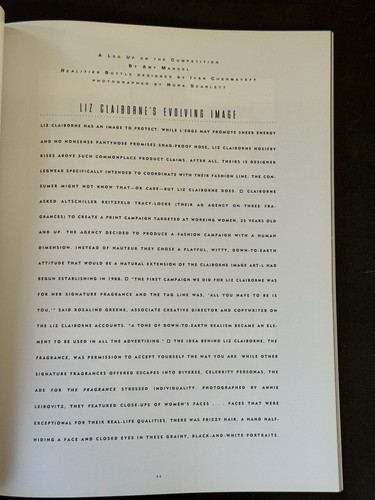 A Leg Up on the Competition
By Amy Mandel
Realities Bottle designed by Ivan Chermayeff
photographed by Nora Scarlett
LIZ CLAIBORNE'S EVOLVING IMAGE
LIZ CLAIBORNE HAS AN IMAGE TO PROTECT. WHILE L'EGGS MAY PROMOTE SHEER ENERGY
AND NO NONSENSE PANTYHOSE PROMISES SNAG-PROOF HOSE, LIZ CLAIBORNE HOSIERY
RISES ABOVE SUCH COMMONPLACE PRODUCT CLAIMS. AFTER ALL, THEIRS IS DESIGNER
LEGWEAR SPECIFICALLY INTENDED TO COORDINATE WITH THEIR FASHION LINE. THE CON-
SUMER MIGHT NOT KNOW THAT—OR CARE—BUT LIZ CLAIBORNE DOES. □ CLAIBORNE
ASKED ALTSCHILLER REITZFELD TRACY-LOCKE (THEIR AD AGENCY ON THREE FRA-
GRANCES) TO CREATE A PRINT CAMPAIGN TARGETED AT WORKING WOMEN, 25 YEARS OLD
AND UP. THE AGENCY DECIDED TO PRODUCE A FASHION CAMPAIGN WITH A HUMAN
DIMENSION. INSTEAD OF HAUTEUR THEY CHOSE A PLAYFUL, WITTY, DOWN-TO-EARTH
ATTITUDE THAT WOULD BE A NATURAL EXTENSION OF THE CLAIBORNE IMAGE ART-L HAD
BEGUN ESTABLISHING IN 1986. □ "THE FIRST CAMPAIGN WE DID FOR LIZ CLAIBORNE WAS
FOR HER SIGNATURE FRAGRANCE AND THE TAG LINE WAS, 'ALL YOU HAVE TO BE IS
YOU,'" SAID ROSALIND GREENE, ASSOCIATE CREATIVE DIRECTOR AND COPYWRITER ON
THE LIZ CLAIBORNE ACCOUNTS. "A TONE OF DOWN-TO-EARTH REALISM BECAME AN ELE-
MENT TO BE USED IN ALL THE ADVERTISING." □ THE IDEA BEHIND LIZ CLAIBORNE, THE
FRAGRANCE, WAS PERMISSION TO ACCEPT YOURSELF THE WAY YOU ARE. WHILE OTHER
SIGNATURE FRAGRANCES OFFERED ESCAPES INTO DIVERSE, CELEBRITY PERSONAS, THE
ADS FOR THE FRAGRANCE STRESSED INDIVIDUALITY. PHOTOGRAPHED BY ANNIE
LEIBOVITZ, THEY FEATURED CLOSE-UPS OF WOMEN'S FACES . . . FACES THAT WERE
EXCEPTIONAL FOR THEIR REAL-LIFE QUALITIES. THERE WAS FRIZZY HAIR, A HAND HALF-
HIDING A FACE AND CLOSED EYES IN THESE GRAINY, BLACK-AND-WHITE PORTRAITS.